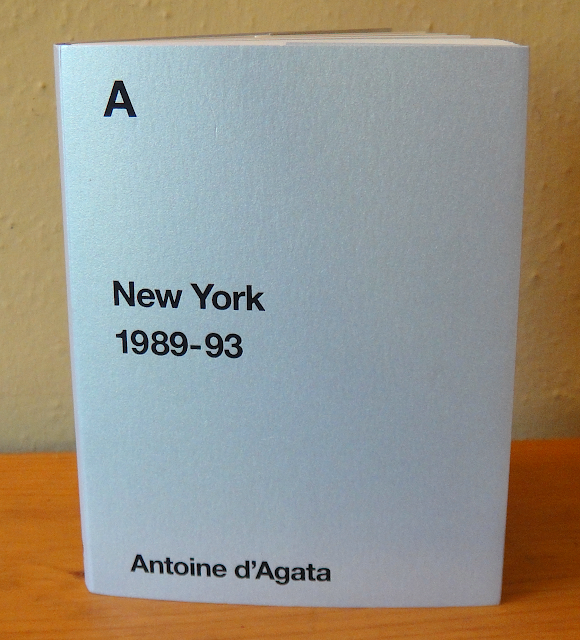 A
New York
1989-93
Antoine d’Agata